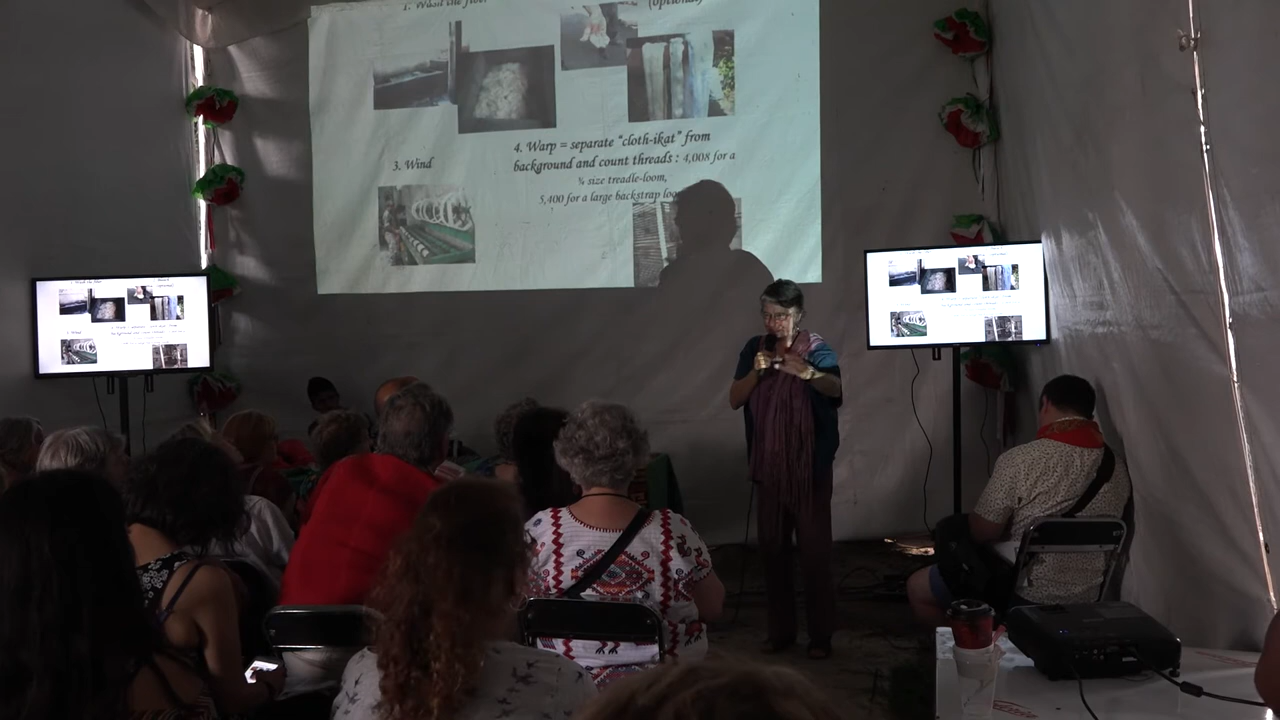 1. Wash the fiber
(optional)
4. Warp = separate "cloth-ikat" from
3. Wind
background and count threads : 4,008 for a
¾ size treadle-loom,
5,400 for a large backstrap loom